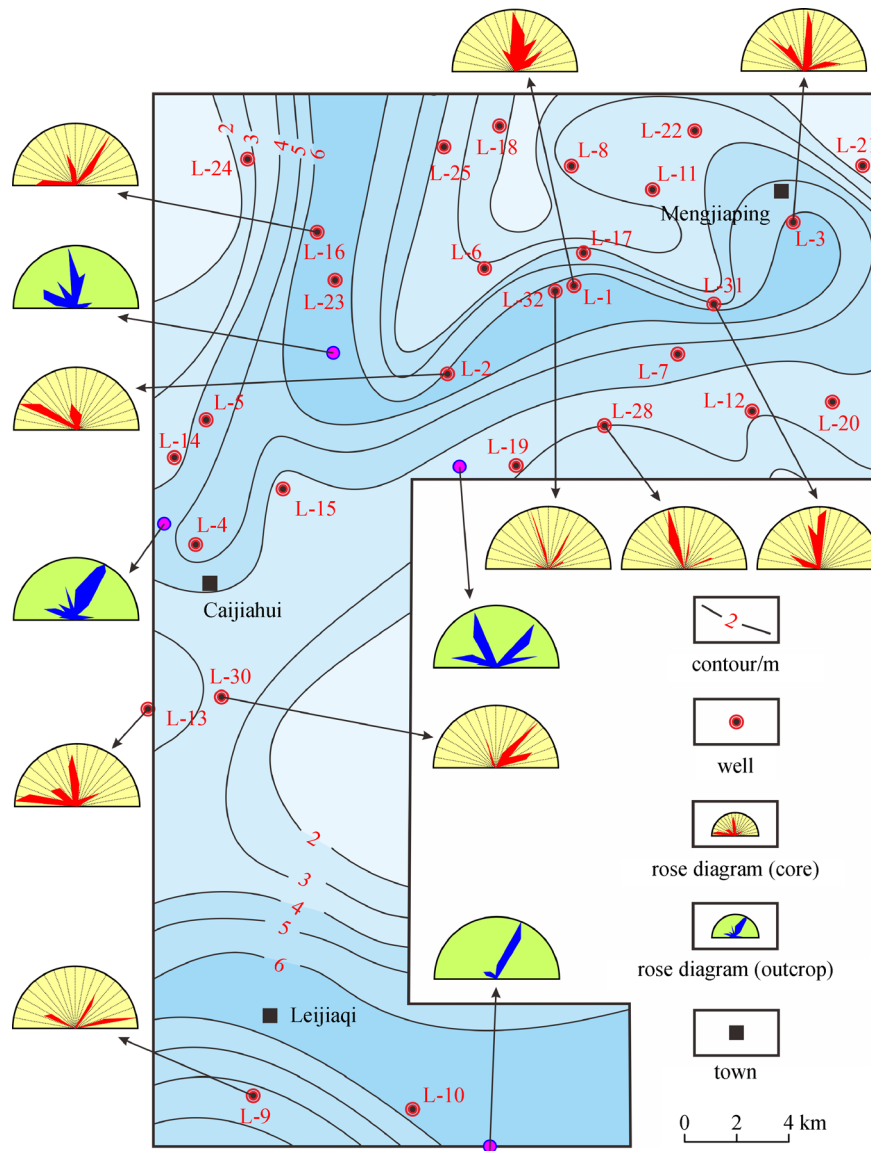 L-18
L-22
L-24
2
3
4
5
6
L-25
L-8
L-21
L-11
Mengjiaping
L-16
L-17
L-3
L-6
L-23
L-32
L-1
L-31
L-2
L-7
L-5
L-28
L-12
L-20
L-14
L-19
L-15
L-4
Caijiahui
2
contour/m
L-30
L-13
well
2
3
4
5
6
rose diagram (core)
rose diagram (outcrop)
Leijiaqi
town
L-9
L-10
0 2 4 km